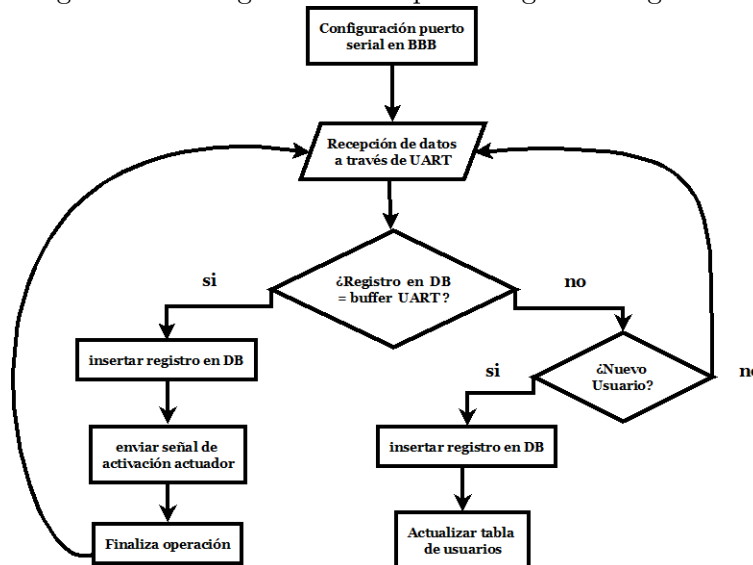 Configuración puerto
serial en BBB
Recepción de datos
a través de UART
¿Registro en DB
= buffer UART?
si
no
insertar registro en DB
¿Nuevo
Usuario?
si
no
enviar señal de
activación actuador
insertar registro en DB
Finaliza operación
Actualizar tabla
de usuarios